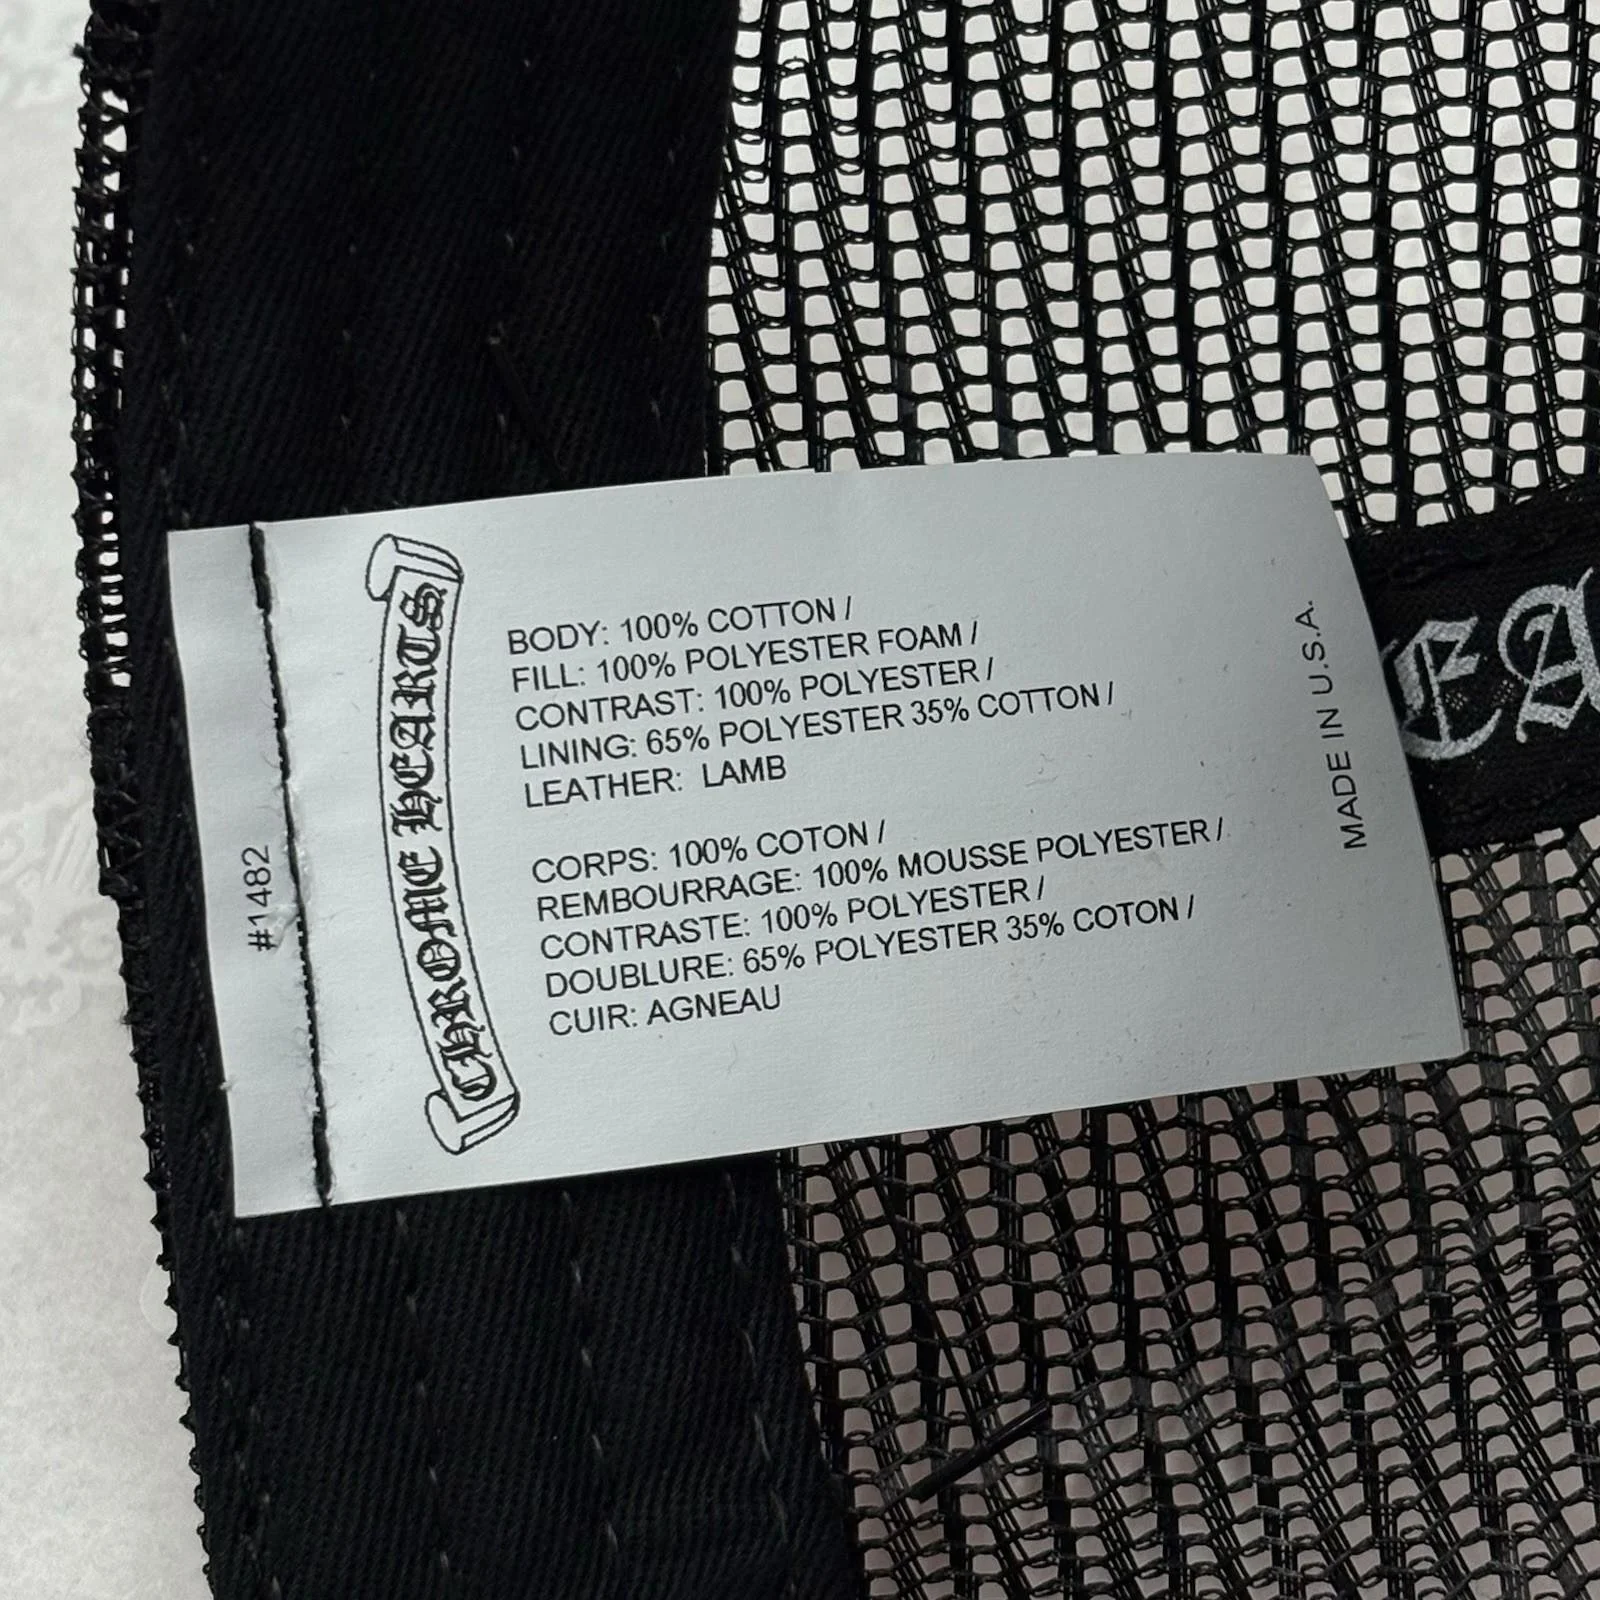 CHROME HEARTS
BODY: 100% COTTON /
FILL: 100% POLYESTER FOAM /
CONTRAST: 100% POLYESTER /
LINING: 65% POLYESTER 35% COTTON /
LEATHER: LAMB
CORPS: 100% COTON /
REMBOURRAGE: 100% MOUSSE POLYESTER /
CONTRASTE: 100% POLYESTER /
DOUBLURE: 65% POLYESTER 35% COTON /
CUIR: AGNEAU
MADE IN U.S.A.
#1482
EA